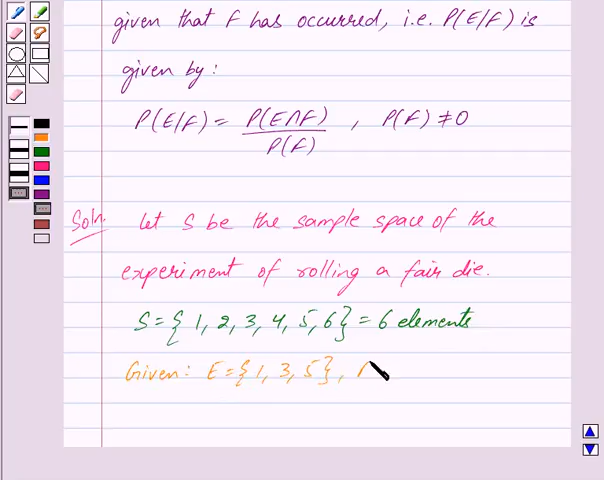 given that F has occurred, i.e. P(E/F) is
given by:
P(E/F) = P(E∩F) / P(F) , P(F) ≠ 0
Soln. Let S be the sample space of the
experiment of rolling a fair die.
S = { 1, 2, 3, 4, 5, 6 } = 6 elements
Given: E = { 1, 3, 5 } ,